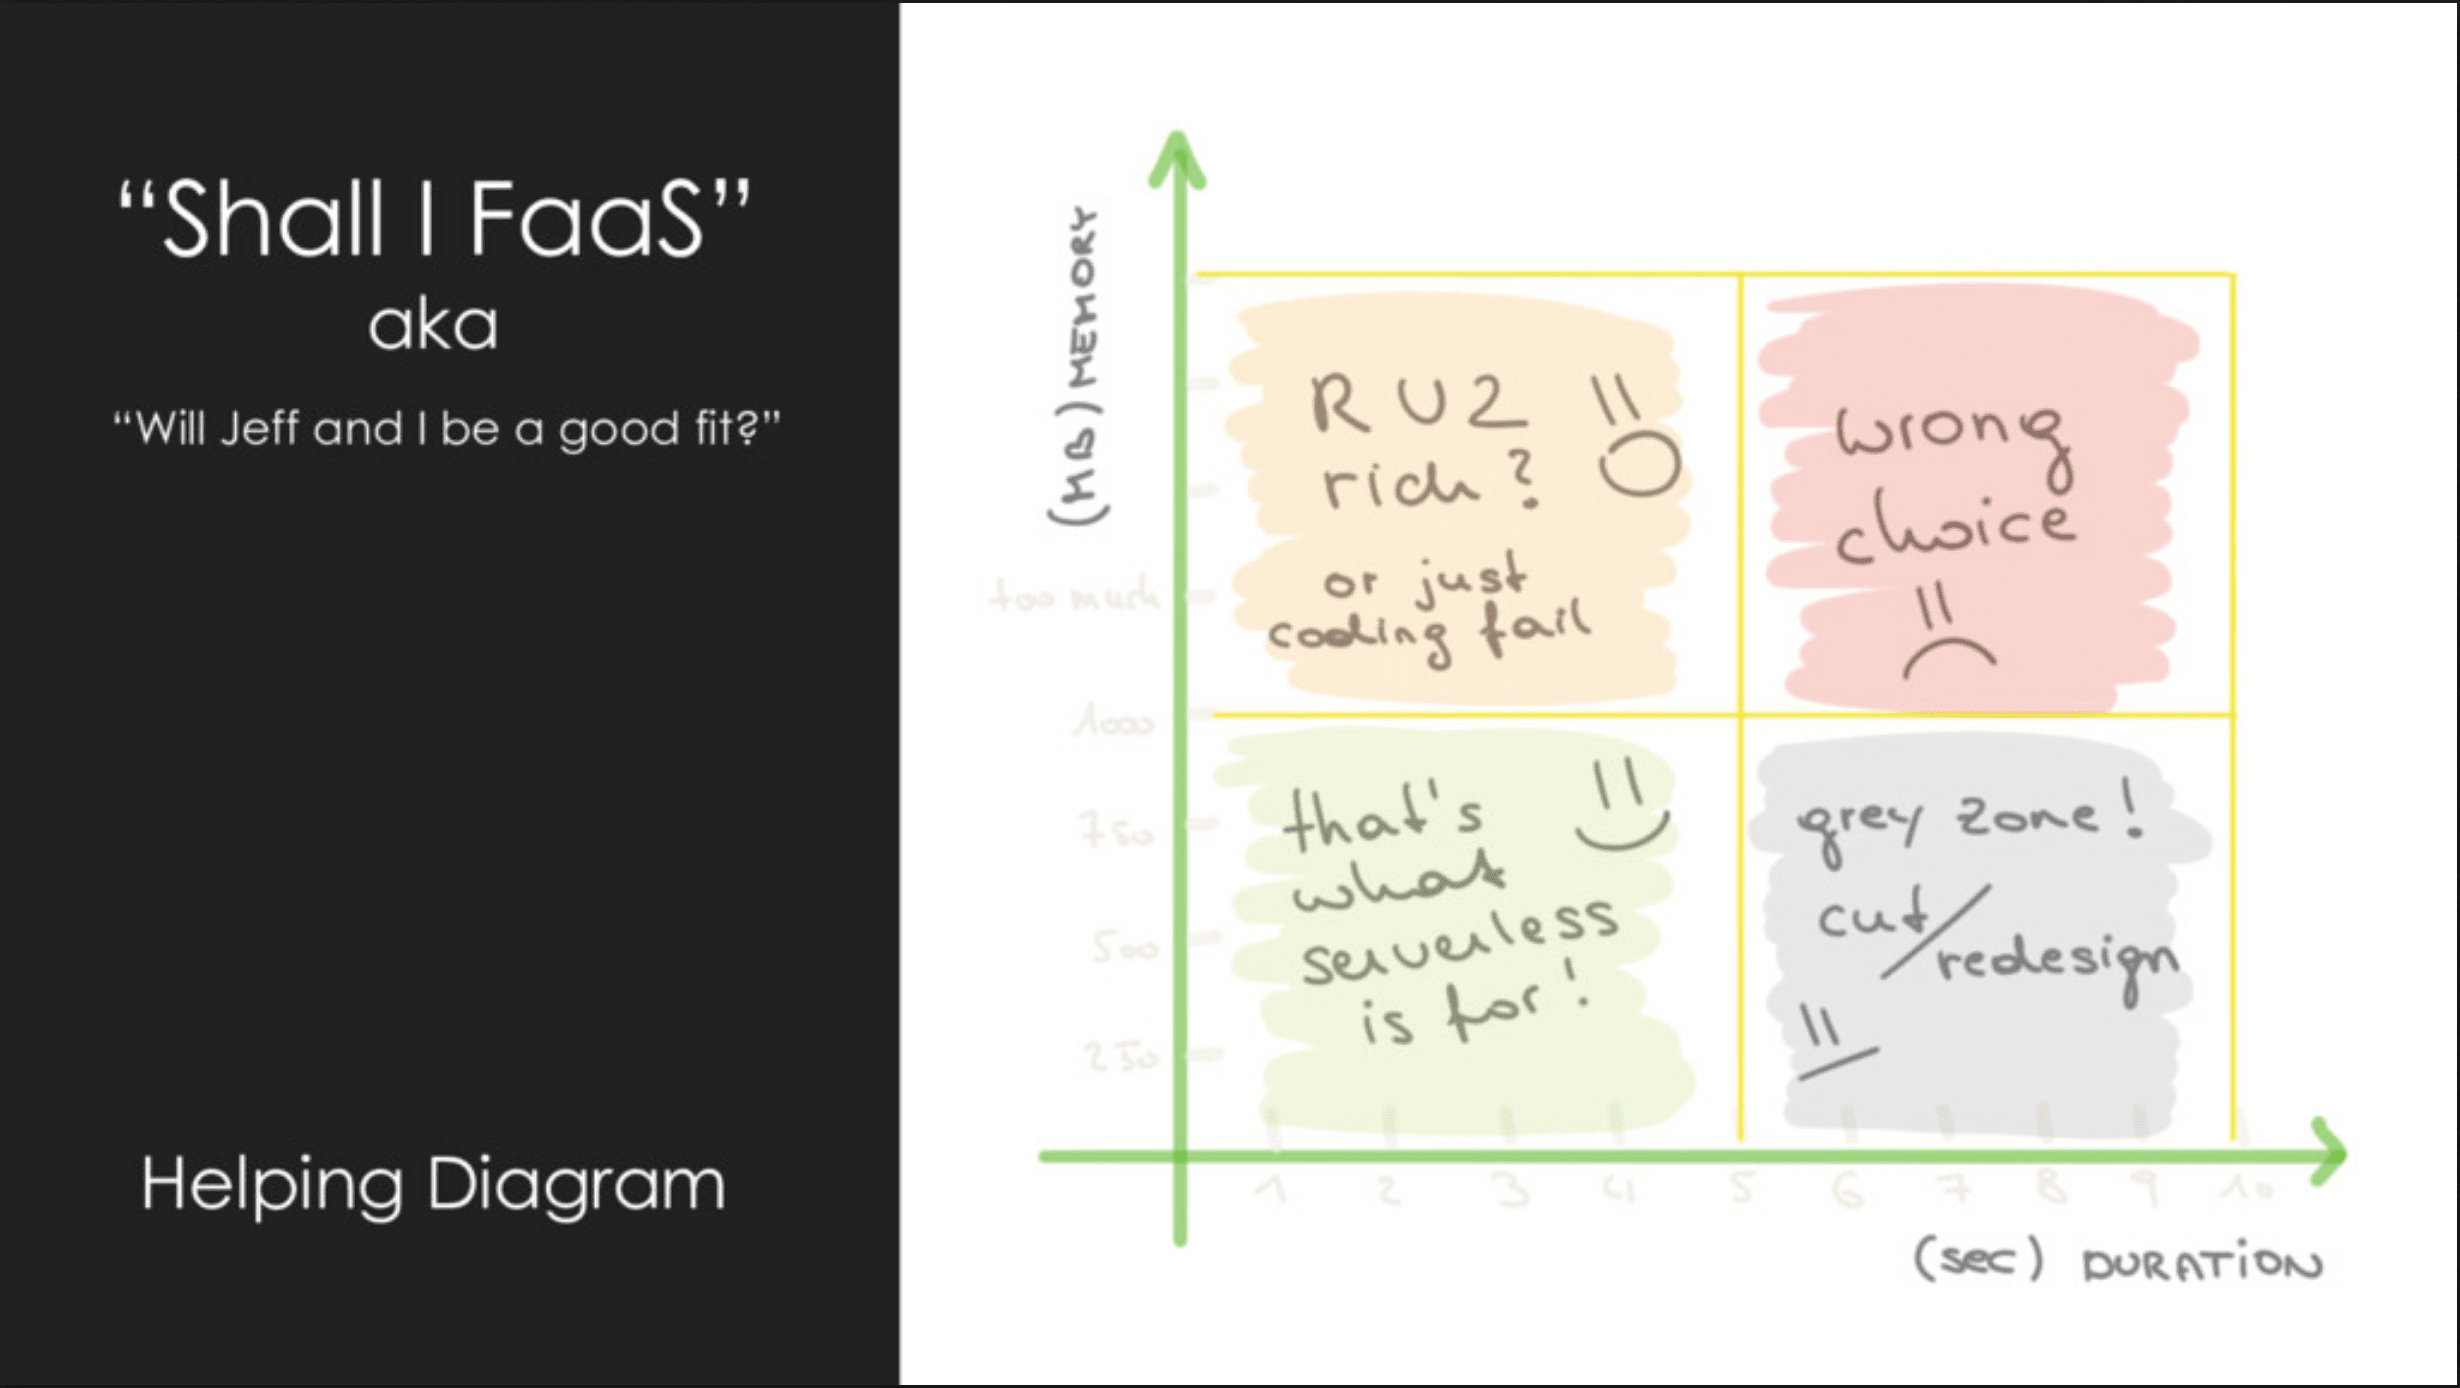 “Shall I FaaS”
aka
“Will Jeff and I be a good fit?”
Helping Diagram
(MB) MEMORY
too much
1000
750
500
250
R U 2
rich?
or just
coding fail
wrong
choice
that's
what
serverless
is for!
grey zone!
cut/
redesign
1 2 3 4 5 6 7 8 9 10
(sec) DURATION